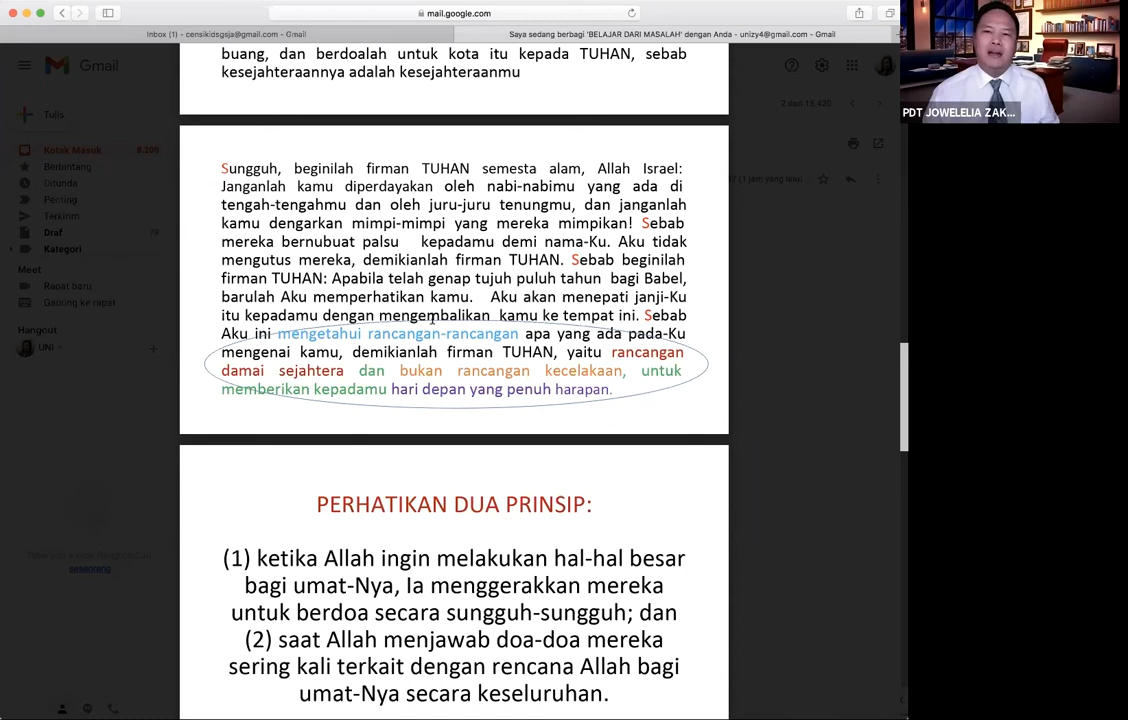 mail.google.com
Inbox (1) - censikidsgsja@gmail.com - Gmail
Saya sedang berbagi 'BELAJAR DARI MASALAH' dengan Anda - unizy4@gmail.com - Gmail
PDT JOWELELIA ZAK...
Gmail
Tulis
Kotak Masuk 8.209
Berbintang
Ditunda
Penting
Terkirim
Draf 79
Kategori
Meet
Rapat baru
Gabung ke rapat
Hangout
UNI
seseorang
2 dari 15,420
buang, dan berdoalah untuk kota itu kepada TUHAN, sebab
kesejahteraannya adalah kesejahteraanmu
Sungguh, beginilah firman TUHAN semesta alam, Allah Israel:
Janganlah kamu diperdayakan oleh nabi-nabimu yang ada di
tengah-tengahmu dan oleh juru-juru tenungmu, dan janganlah
kamu dengarkan mimpi-mimpi yang mereka mimpikan! Sebab
mereka bernubuat palsu kepadamu demi nama-Ku. Aku tidak
mengutus mereka, demikianlah firman TUHAN. Sebab beginilah
firman TUHAN: Apabila telah genap tujuh puluh tahun bagi Babel,
barulah Aku memperhatikan kamu. Aku akan menepati janji-Ku
itu kepadamu dengan mengembalikan kamu ke tempat ini. Sebab
Aku ini mengetahui rancangan-rancangan apa yang ada pada-Ku
mengenai kamu, demikianlah firman TUHAN, yaitu rancangan
damai sejahtera dan bukan rancangan kecelakaan, untuk
memberikan kepadamu hari depan yang penuh harapan.
PERHATIKAN DUA PRINSIP:
(1) ketika Allah ingin melakukan hal-hal besar
bagi umat-Nya, Ia menggerakkan mereka
untuk berdoa secara sungguh-sungguh; dan
(2) saat Allah menjawab doa-doa mereka
sering kali terkait dengan rencana Allah bagi
umat-Nya secara keseluruhan.